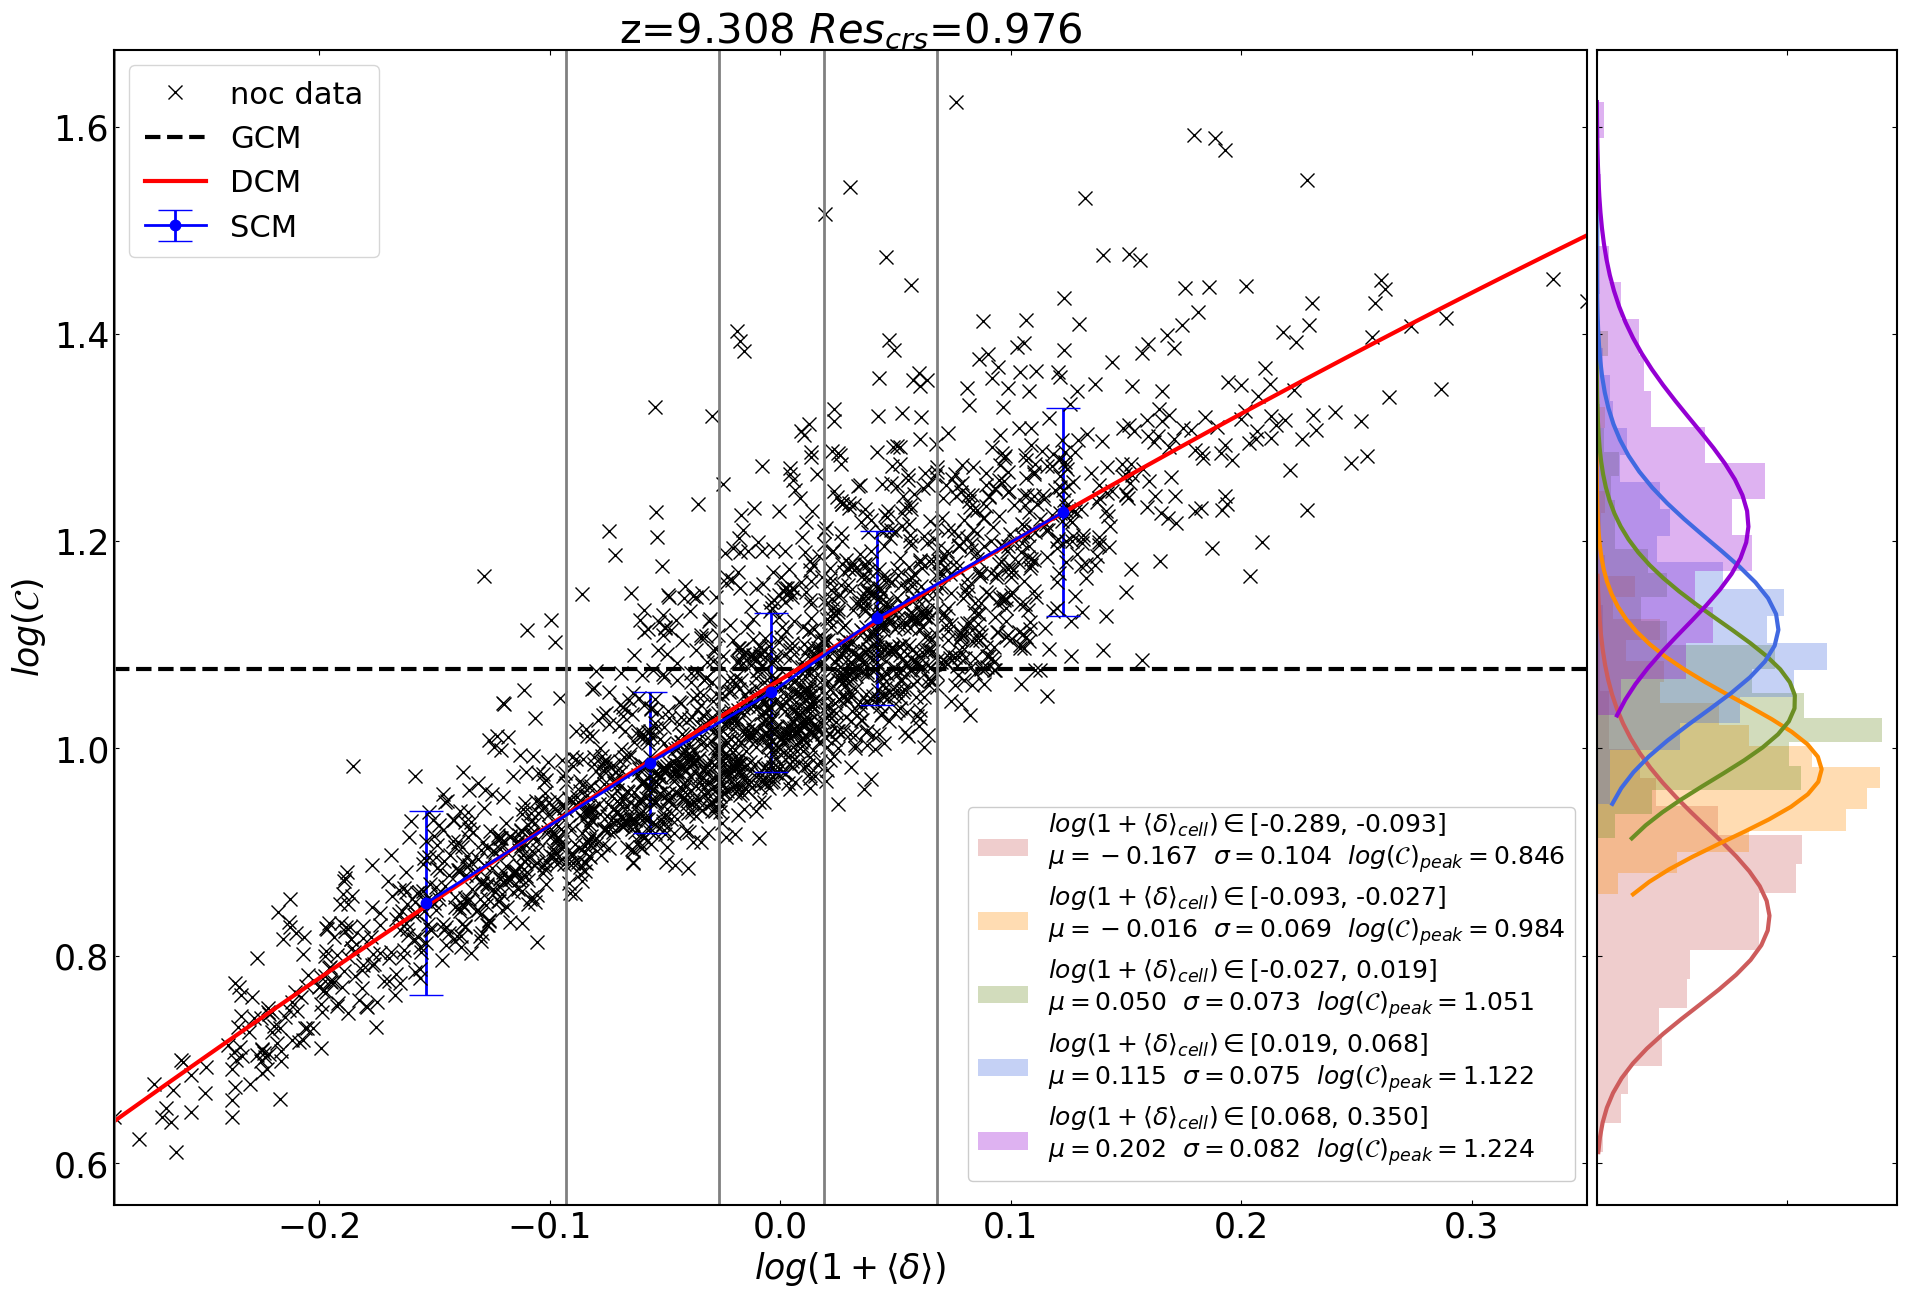 z=9.308 Res_crs=0.976
noc data
GCM
DCM
SCM
1.6
1.4
1.2
1.0
0.8
0.6
log(𝒞)
log(1 + ⟨δ⟩_cell) ∈ [-0.289, -0.093]
μ = −0.167 σ = 0.104 log(𝒞)_peak = 0.846
log(1 + ⟨δ⟩_cell) ∈ [-0.093, -0.027]
μ = −0.016 σ = 0.069 log(𝒞)_peak = 0.984
log(1 + ⟨δ⟩_cell) ∈ [-0.027, 0.019]
μ = 0.050 σ = 0.073 log(𝒞)_peak = 1.051
log(1 + ⟨δ⟩_cell) ∈ [0.019, 0.068]
μ = 0.115 σ = 0.075 log(𝒞)_peak = 1.122
log(1 + ⟨δ⟩_cell) ∈ [0.068, 0.350]
μ = 0.202 σ = 0.082 log(𝒞)_peak = 1.224
−0.2 −0.1 0.0 0.1 0.2 0.3
log(1 + ⟨δ⟩)